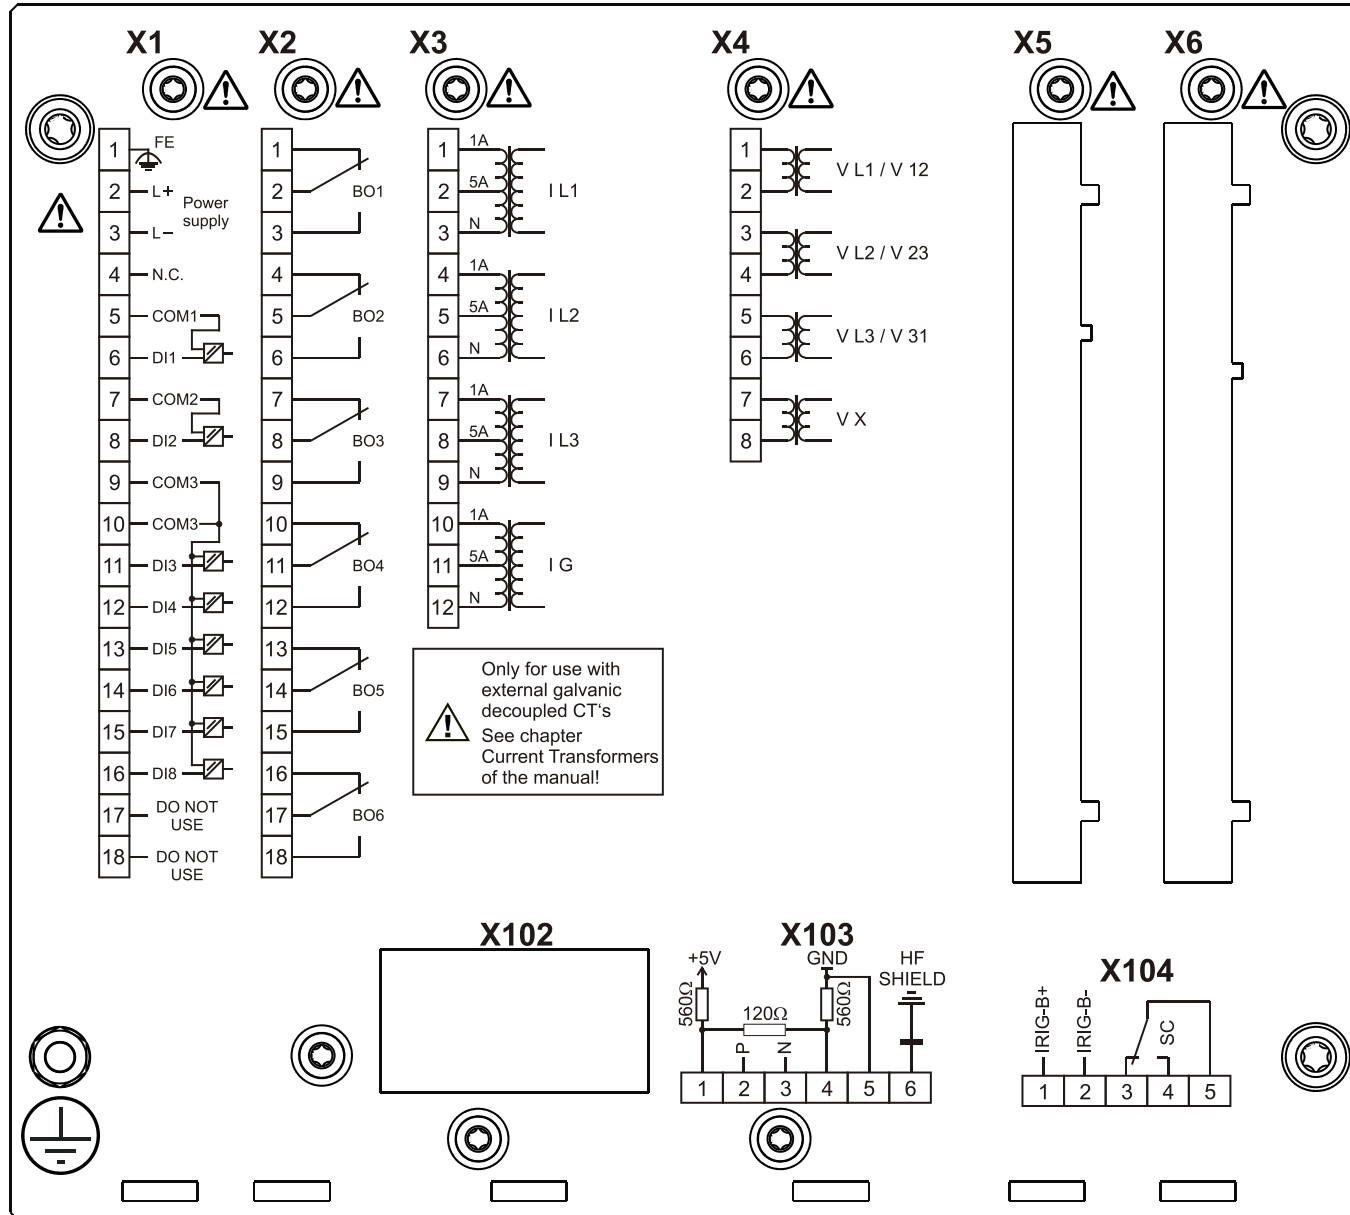 X1
X2
X3
X4
X5
X6
1 FE
2 L+
Power
supply
3 L–
4 N.C.
5 COM1
6 DI1
7 COM2
8 DI2
9 COM3
10 COM3
11 DI3
12 DI4
13 DI5
14 DI6
15 DI7
16 DI8
17 DO NOT
USE
18 DO NOT
USE
1
2 BO1
3
4
5 BO2
6
7
8 BO3
9
10
11 BO4
12
13
14 BO5
15
16
17 BO6
18
1 1A
2 5A I L1
3 N
4 1A
5 5A I L2
6 N
7 1A
8 5A I L3
9 N
10 1A
11 5A I G
12 N
Only for use with
external galvanic
decoupled CT‘s
See chapter
Current Transformers
of the manual!
1
V L1 / V 12
2
3
V L2 / V 23
4
5
V L3 / V 31
6
7
V X
8
X102
X103
+5V
GND
HF
SHIELD
560Ω
120Ω
560Ω
P
N
1 2 3 4 5 6
X104
IRIG-B+
IRIG-B-
SC
1 2 3 4 5